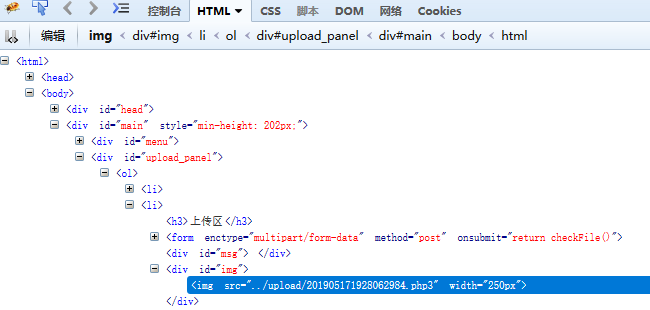 控制台 HTML CSS 脚本 DOM 网络 Cookies
编辑 img < div#img < li < ol < div#upload_panel < div#main < body < html
<html>
<head>
<body>
<div id="head">
<div id="main" style="min-height: 202px;">
<div id="menu">
<div id="upload_panel">
<ol>
<li>
<li>
<h3>上传区</h3>
<form enctype="multipart/form-data" method="post" onsubmit="return checkFile()">
<div id="msg"> </div>
<div id="img">
<img src="../upload/201905171928062984.php3" width="250px">
</div>